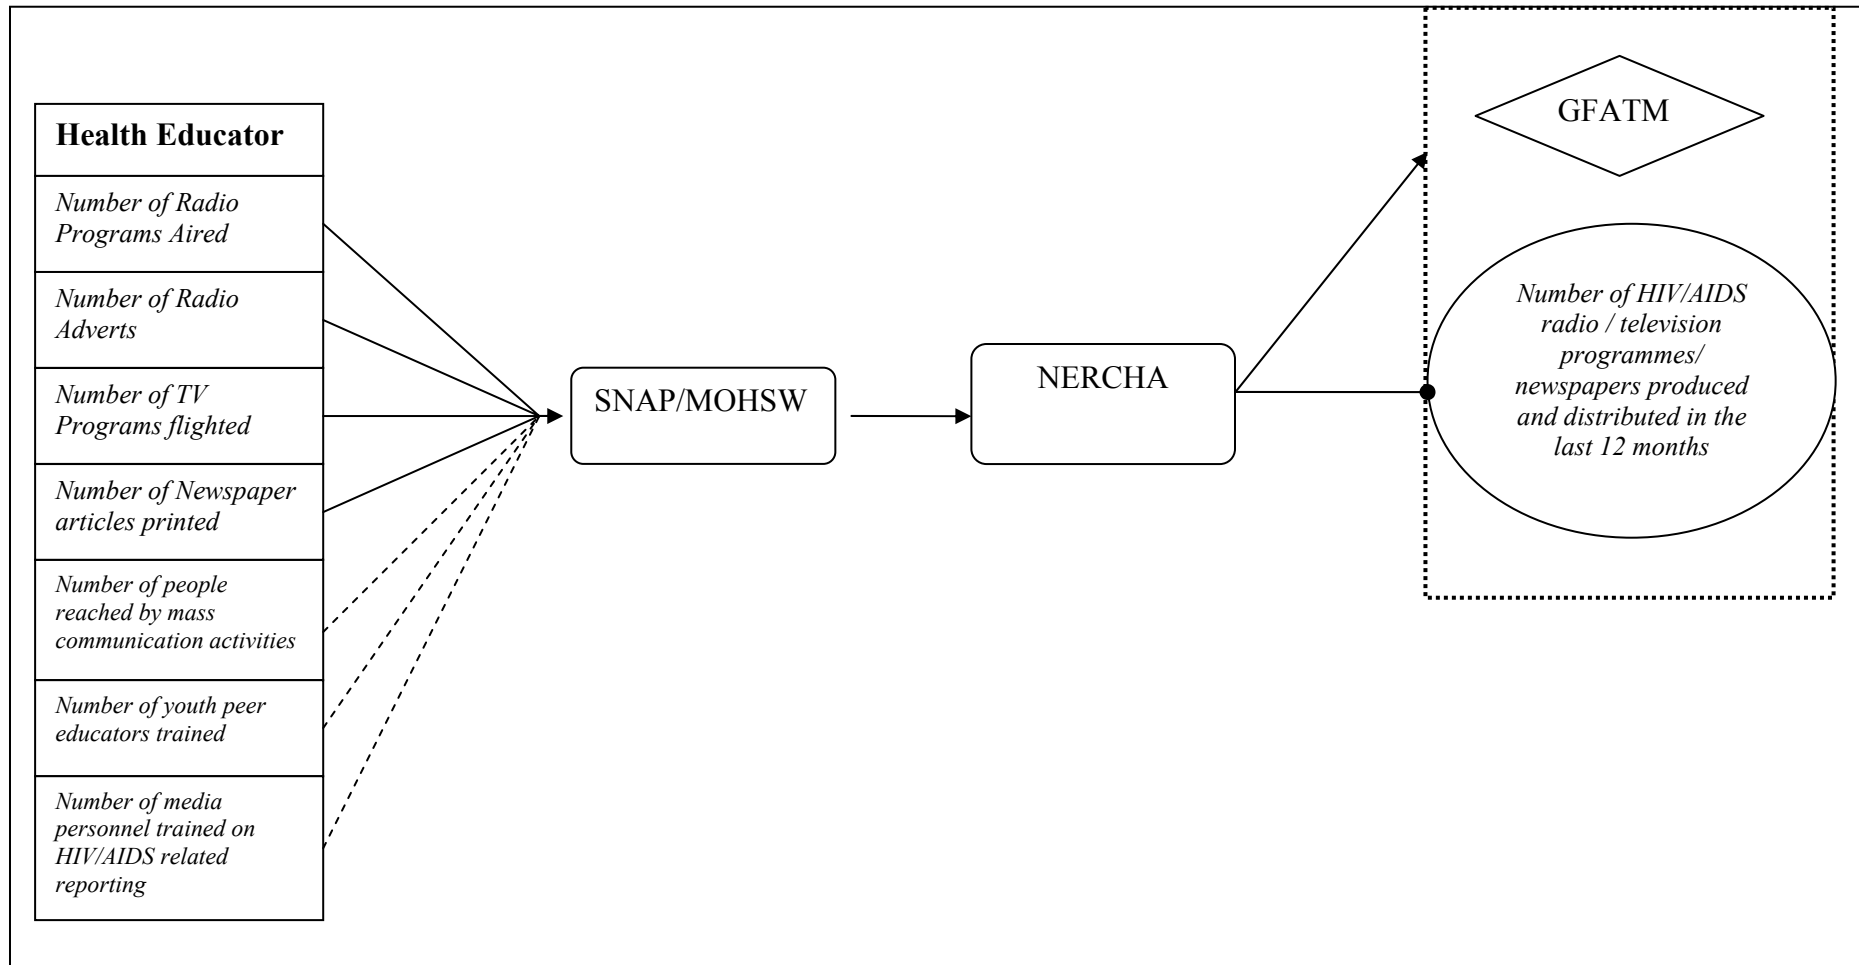 Health Educator
Number of Radio
Programs Aired
Number of Radio
Adverts
Number of TV
Programs flighted
Number of Newspaper
articles printed
Number of people
reached by mass
communication activities
Number of youth peer
educators trained
Number of media
personnel trained on
HIV/AIDS related
reporting
SNAP/MOHSW
NERCHA
GFATM
Number of HIV/AIDS
radio / television
programmes/
newspapers produced
and distributed in the
last 12 months